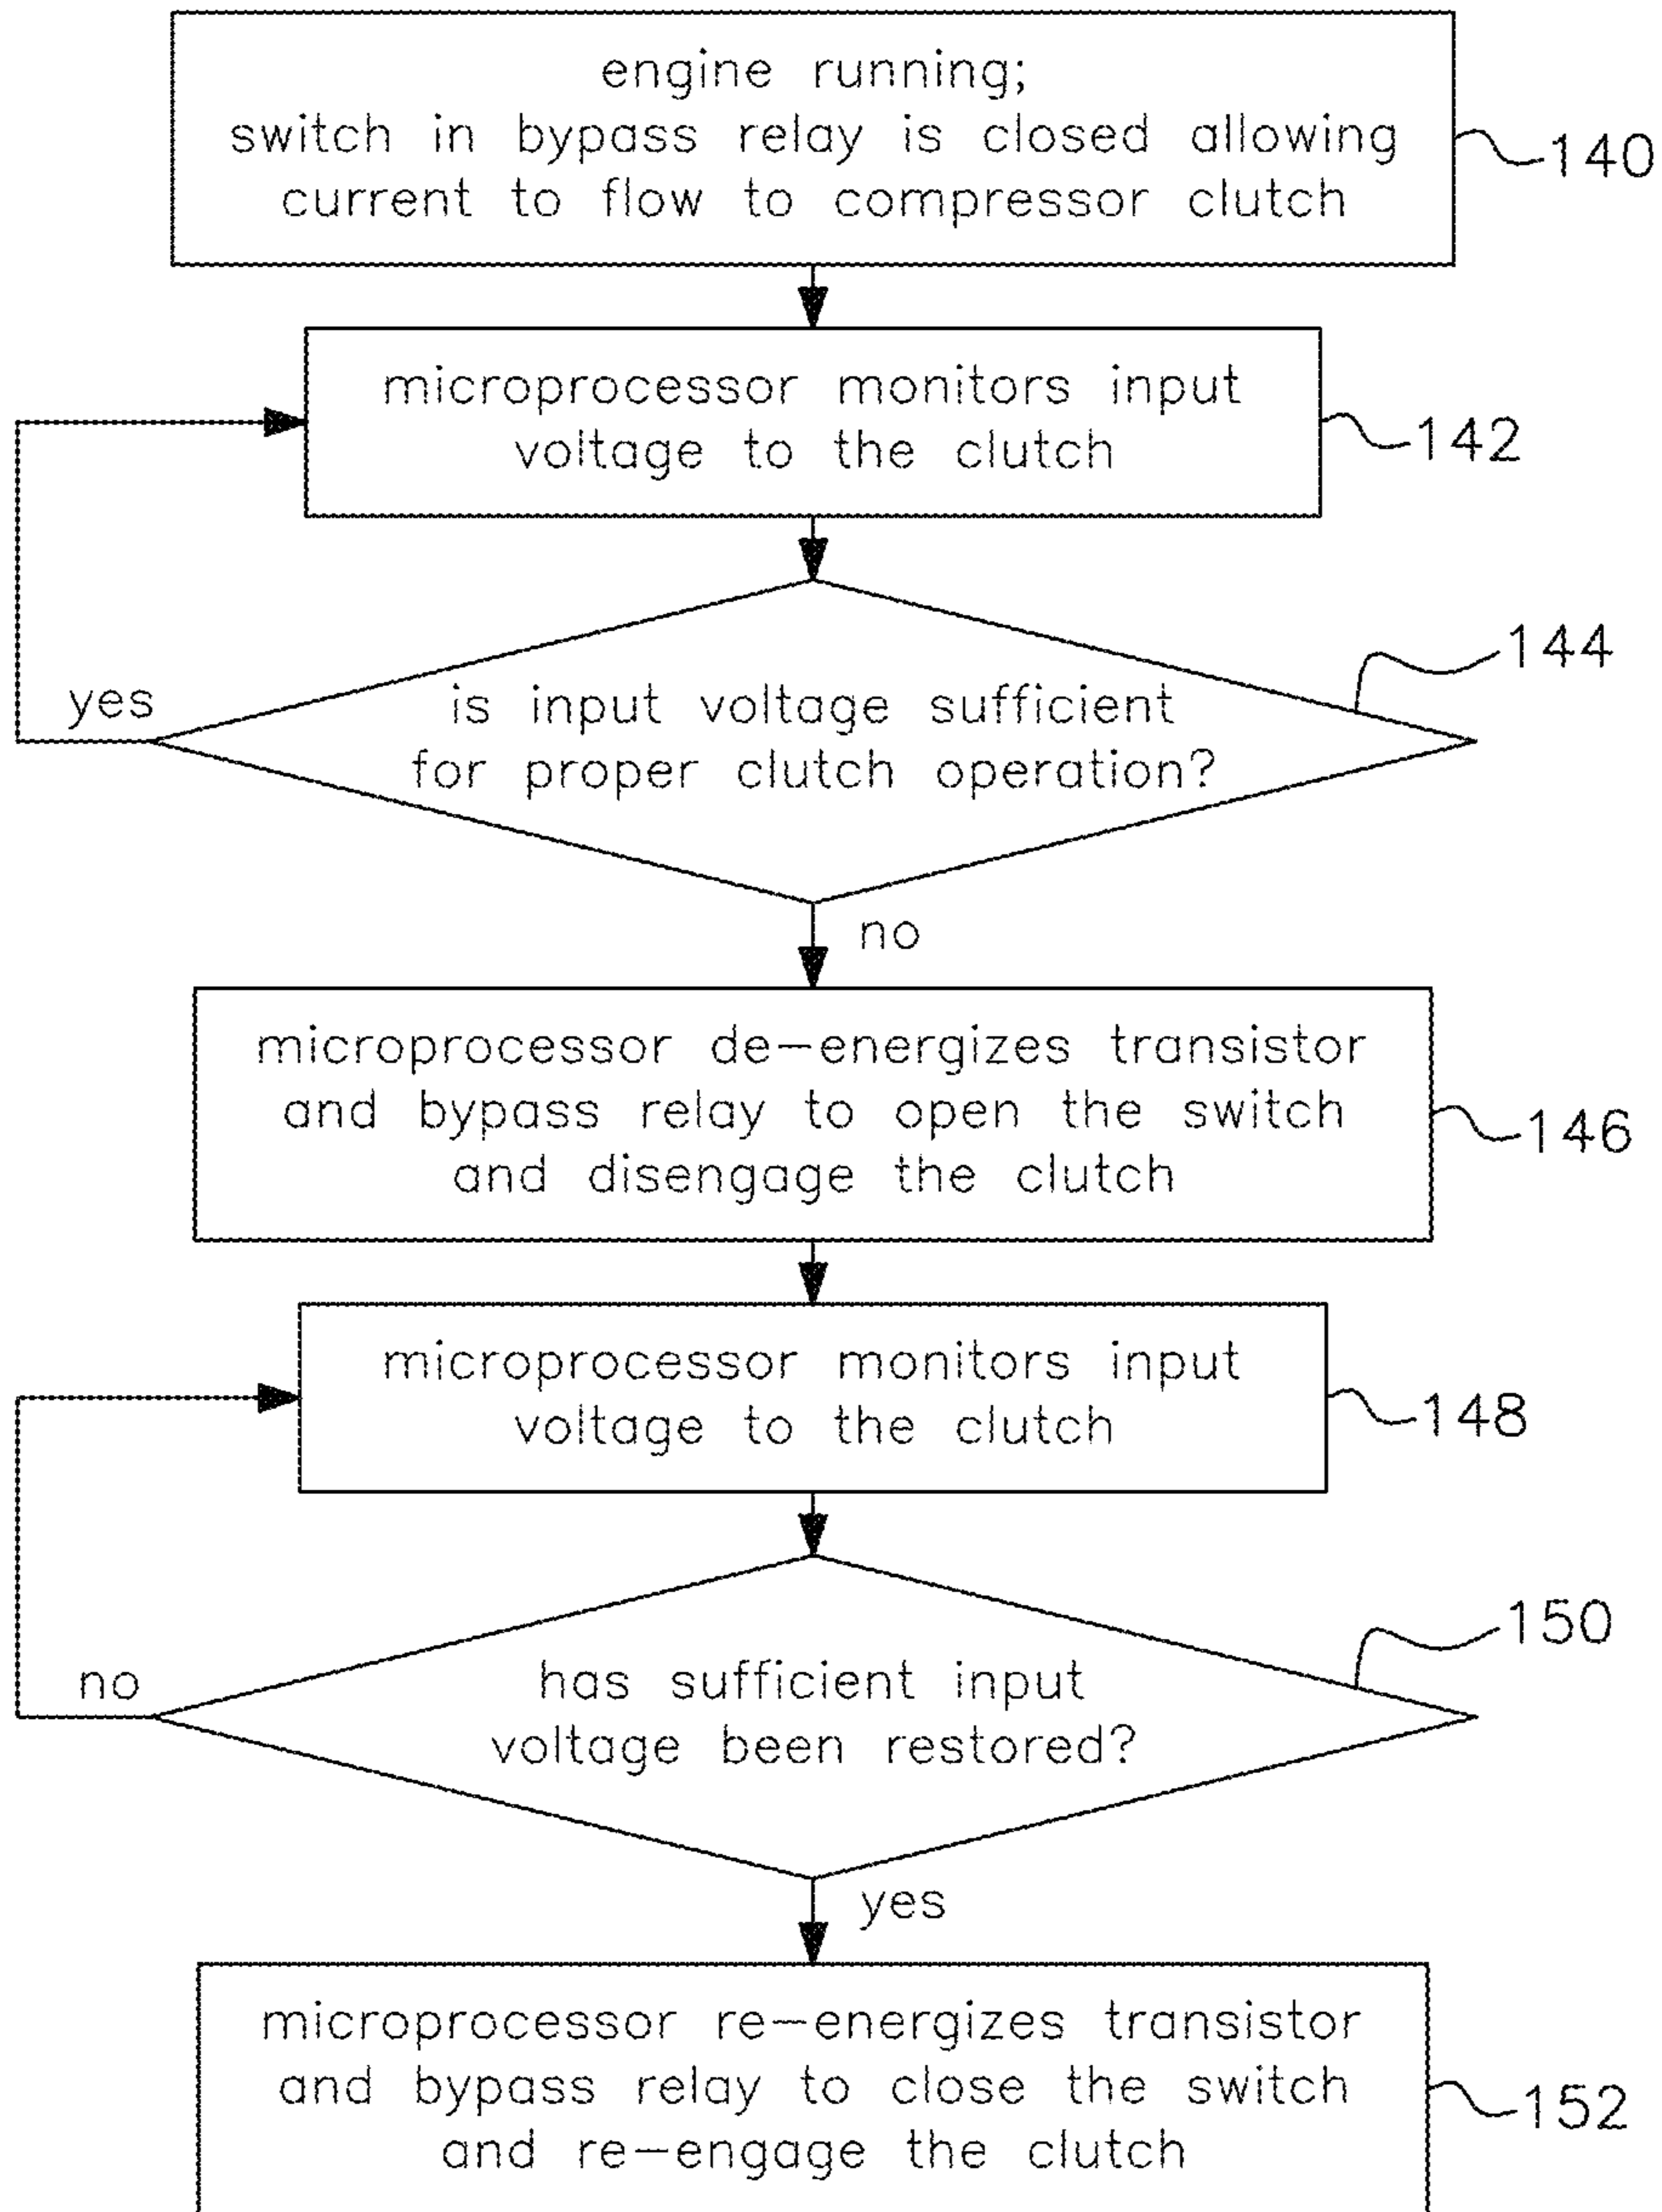 engine running;
switch in bypass relay is closed allowing
current to flow to compressor clutch
140
microprocessor monitors input
voltage to the clutch
142
144
yes
is input voltage sufficient
for proper clutch operation?
no
microprocessor de-energizes transistor
and bypass relay to open the switch
and disengage the clutch
146
microprocessor monitors input
voltage to the clutch
148
150
no
has sufficient input
voltage been restored?
yes
microprocessor re-energizes transistor
and bypass relay to close the switch
and re-engage the clutch
152